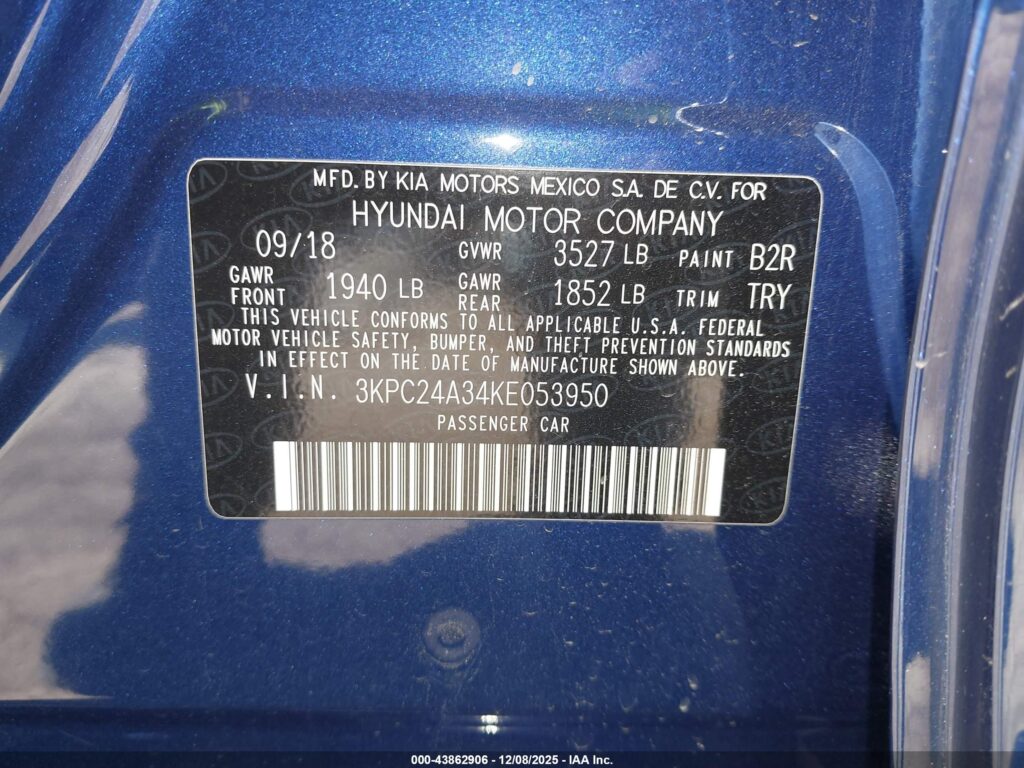 MFD. BY KIA MOTORS MEXICO S.A. DE C.V. FOR
HYUNDAI MOTOR COMPANY
09/18 GVWR 3527 LB PAINT B2R
GAWR FRONT 1940 LB GAWR REAR 1852 LB TRIM TRY
THIS VEHICLE CONFORMS TO ALL APPLICABLE U.S.A. FEDERAL
MOTOR VEHICLE SAFETY, BUMPER, AND THEFT PREVENTION STANDARDS
IN EFFECT ON THE DATE OF MANUFACTURE SHOWN ABOVE.
V.I.N. 3KPC24A34KE053950
PASSENGER CAR
000-43862906 - 12/08/2025 - IAA Inc.